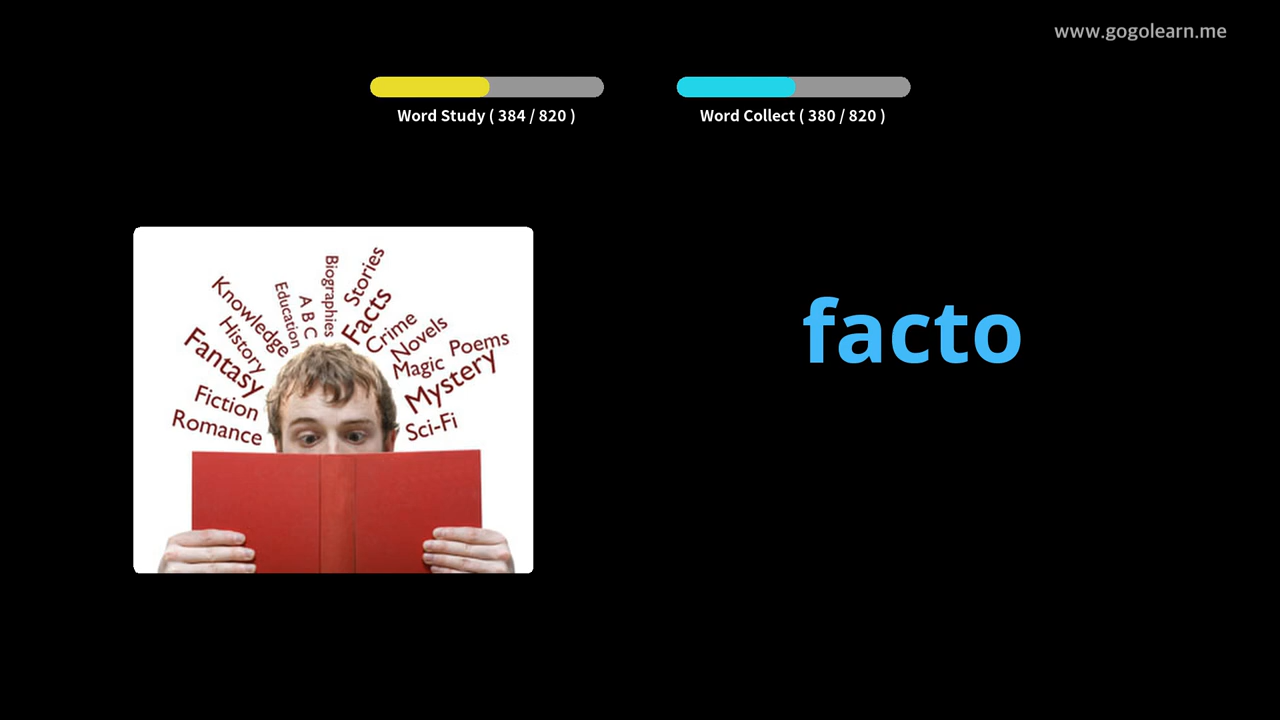 www.gogolearn.me
Word Study ( 384 / 820 )
Word Collect ( 380 / 820 )
facto
Biographies
Stories
Education
A B C
Facts
Knowledge
Crime
History
Novels
Poems
Fantasy
Magic
Mystery
Fiction
Romance
Sci-Fi